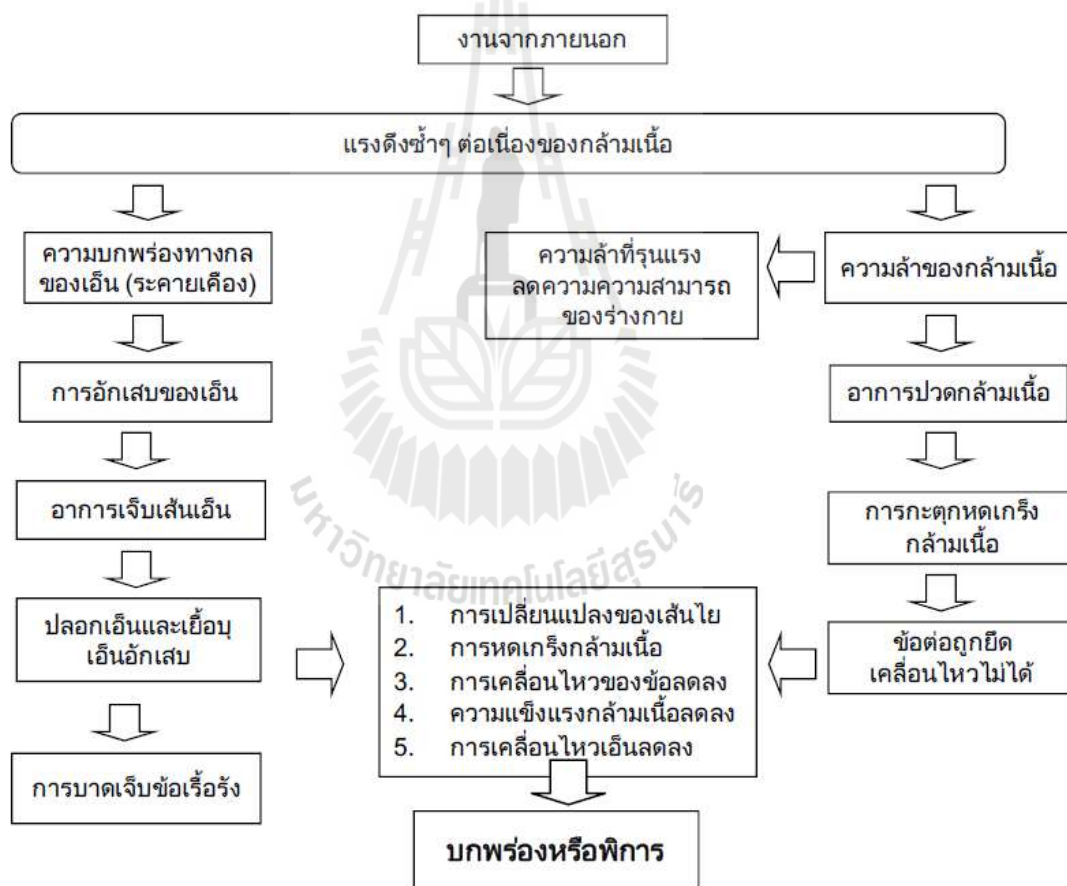 งานจากภายนอก
แรงดึงซ้ำๆ ต่อเนื่องของกล้ามเนื้อ
ความบกพร่องทางกล
ของเอ็น (ระคายเคือง)
การอักเสบของเอ็น
อาการเจ็บเส้นเอ็น
ปลอกเอ็นและเยื่อบุ
เอ็นอักเสบ
การบาดเจ็บข้อเรื้อรัง
ความล้าที่รุนแรง
ลดความความสามารถ
ของร่างกาย
ความล้าของกล้ามเนื้อ
อาการปวดกล้ามเนื้อ
การกะตุกหดเกร็ง
กล้ามเนื้อ
ข้อต่อถูกยึด
เคลื่อนไหวไม่ได้
1. การเปลี่ยนแปลงของเส้นใย
2. การหดเกร็งกล้ามเนื้อ
3. การเคลื่อนไหวของข้อลดลง
4. ความแข็งแรงกล้ามเนื้อลดลง
5. การเคลื่อนไหวเอ็นลดลง
บกพร่องหรือพิการ
มหาวิทยาลัยเทคโนโลยีสุรนารี